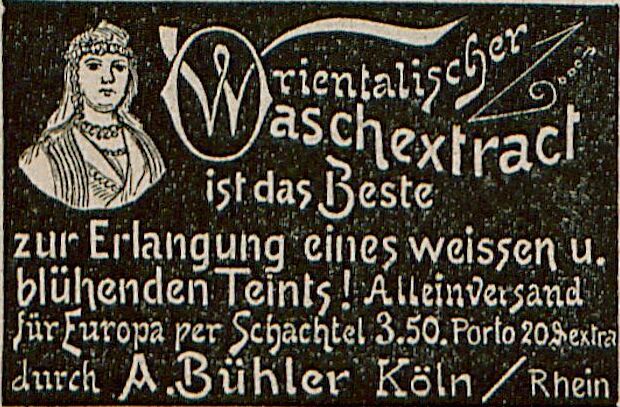 Orientalischer
Waschextract
ist das Beste
zur Erlangung eines weissen u.
blühenden Teints! Alleinversand
für Europa per Schachtel 3.50. Porto 20 ₰ extra
durch A. Bühler Köln / Rhein